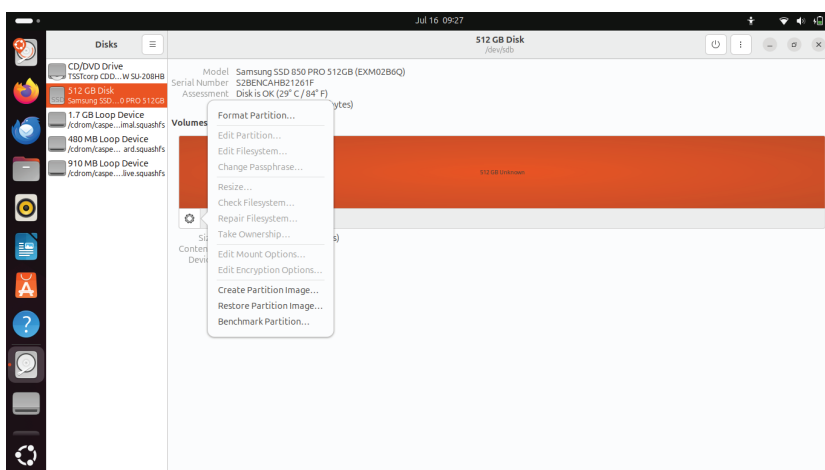 Jul 16 09:27
Disks
512 GB Disk
/dev/sdb
CD/DVD Drive
TSSTcorp CDD...W SU-208HB
512 GB Disk
Samsung SSD...0 PRO 512GB
1.7 GB Loop Device
/cdrom/caspe...imal.squashfs
480 MB Loop Device
/cdrom/caspe... ard.squashfs
910 MB Loop Device
/cdrom/caspe...live.squashfs
Model Samsung SSD 850 PRO 512GB (EXM02B6Q)
Serial Number S2BENCAHB21261F
Assessment Disk is OK (29° C / 84° F)
ytes)
Volumes
512 GB Unknown
Format Partition...
Edit Partition...
Edit Filesystem...
Change Passphrase...
Resize...
Check Filesystem...
Repair Filesystem...
Take Ownership...
Edit Mount Options...
Edit Encryption Options...
Create Partition Image...
Restore Partition Image...
Benchmark Partition...
Siz s)
Conten
Devi